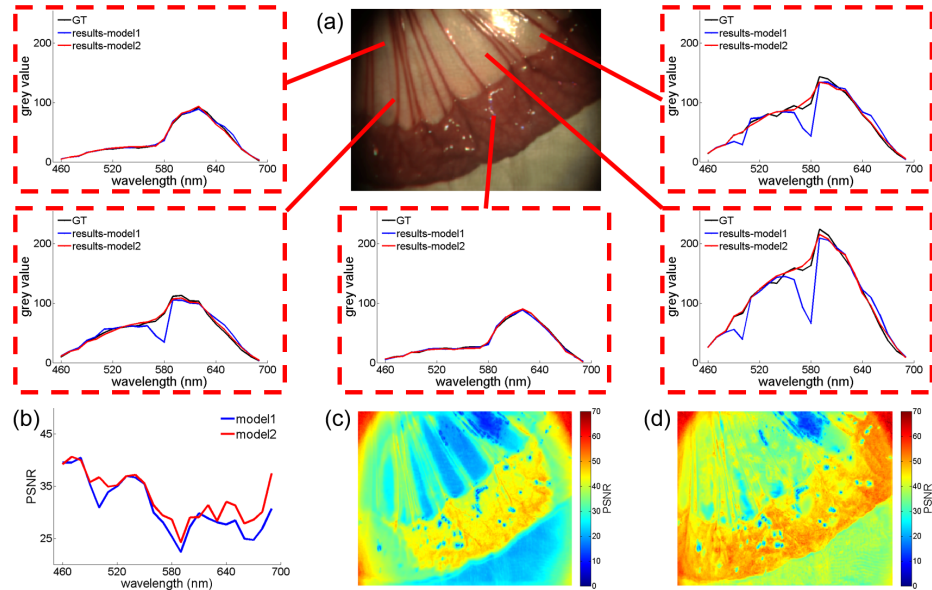 (a)
GT
results-model1
results-model2
200
100
0
460 520 580 640
wavelength (nm)
grey value
GT
results-model1
results-model2
200
100
0
460 520 580 640
wavelength (nm)
grey value
GT
results-model1
results-model2
200
100
0
460 520 580 640
wavelength (nm)
grey value
GT
results-model1
results-model2
200
100
0
460 520 580 640
wavelength (nm)
grey value
GT
results-model1
results-model2
200
100
0
460 520 580 640
wavelength (nm)
grey value
(b)
model1
model2
45
35
25
PSNR
460 520 580 640 700
wavelength (nm)
(c)
70
60
50
40
30
20
10
0
PSNR
(d)
70
60
50
40
30
20
10
0
PSNR